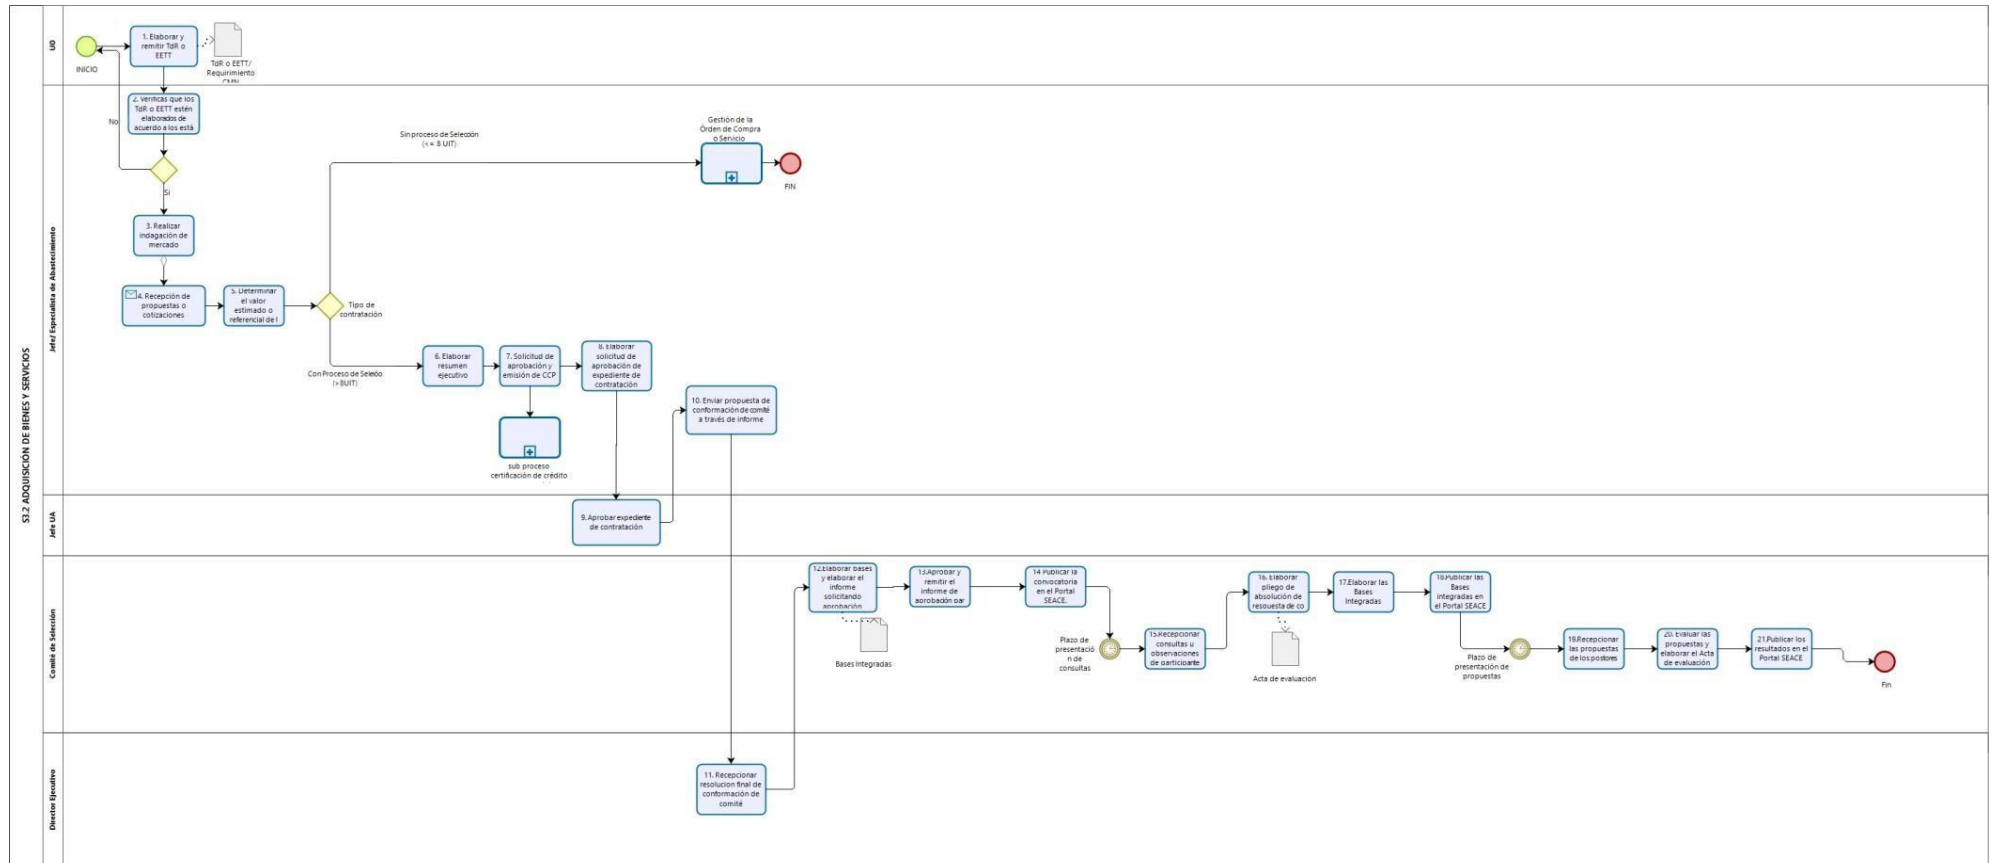 S3.2 ADQUISICIÓN DE BIENES Y SERVICIOS
UO
INICIO
1. Elaborar y
remitir TdR o
EETT
TdR o EETT/
Requirimiento
CMN
Jefe/ Especialista de Abastecimiento
2. Verificas que los
TdR o EETT estén
elaborados de
acuerdo a los está
No
Si
3. Realizar
indagación de
mercado
4. Recepción de
propuestas o
cotizaciones
5. Determinar
el valor
estimado o
referencial de l
Tipo de
contratación
Sin proceso de Selección
(<= 8 UIT)
Gestión de la
Órden de Compra
o Servicio
FIN
Con Proceso de Seleióo
(> 8UIT)
6. Elaborar
resumen
ejecutivo
7. Solicitud de
aprobación y
emisión de CCP
sub proceso
certificación de crédito
8. Elaborar
solicitud de
aprobación de
expediente de
contratación
10. Enviar propuesta de
conformación de comité
a través de informe
Jefe UA
9. Aprobar expediente
de contratación
Comité de Selección
12.Elaborar bases
y elaborar el
informe
solicitando
aprobación
Bases Integradas
13.Aprobar y
remitir el
informe de
aprobación par
14 Publicar la
convocatoria
en el Portal
SEACE.
Plazo de
presentació
n de
consultas
15.Recepcionar
consultas u
observaciones
de participante
16. Elaborar
pliego de
absolución de
respuesta de co
Acta de evaluación
17.Elaborar las
Bases
Integradas
18.Publicar las
Bases
integradas en
el Portal SEACE
Plazo de
presentación de
propuestas
19.Recepcionar
las propuestas
de los postores
20. Evaluar las
propuestas y
elaborar el Acta
de evaluación
21.Publicar los
resultados en el
Portal SEACE
Fin
Director Ejecutivo
11. Recepcionar
resolucion final de
conformación de
comité